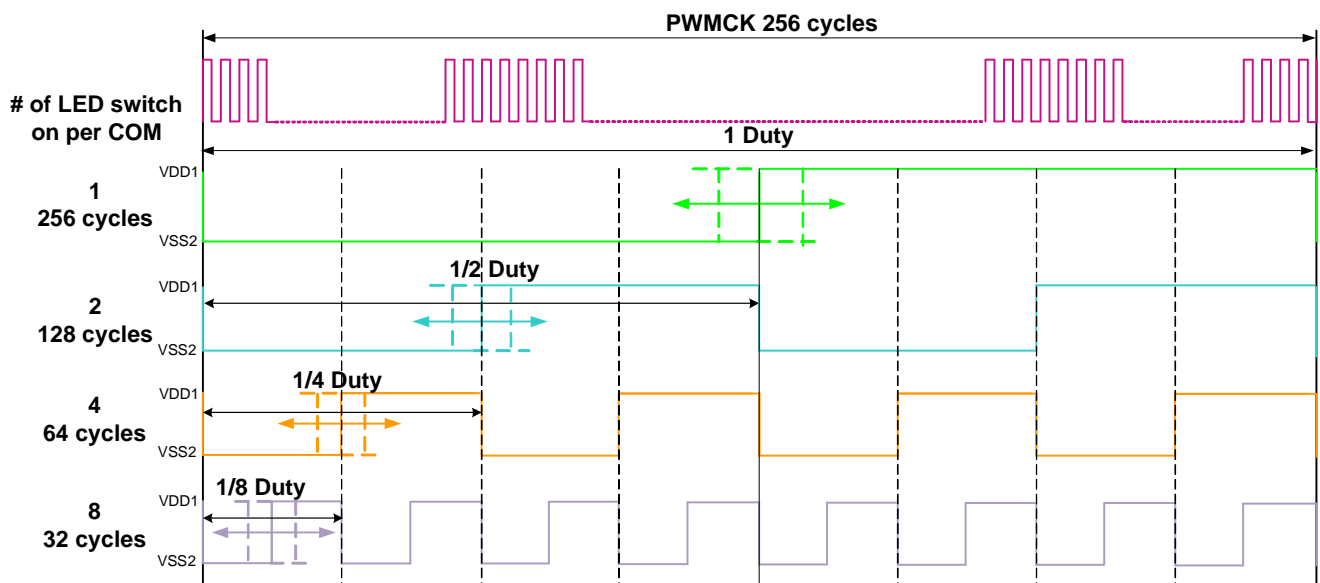 PWMCK 256 cycles
# of LED switch
on per COM
1 Duty
VDD1
1
256 cycles
VSS2
1/2 Duty
VDD1
2
128 cycles
VSS2
1/4 Duty
VDD1
4
64 cycles
VSS2
1/8 Duty
VDD1
8
32 cycles
VSS2